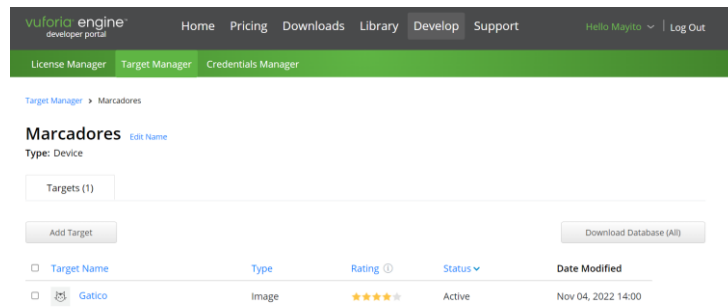 vuforia engine™
developer portal
Home Pricing Downloads Library Develop Support
Hello Mayito | Log Out
License Manager Target Manager Credentials Manager
Target Manager > Marcadores
Marcadores Edit Name
Type: Device
Targets (1)
Add Target Download Database (All)
Target Name Type Rating Status Date Modified
Gatico Image Active Nov 04, 2022 14:00